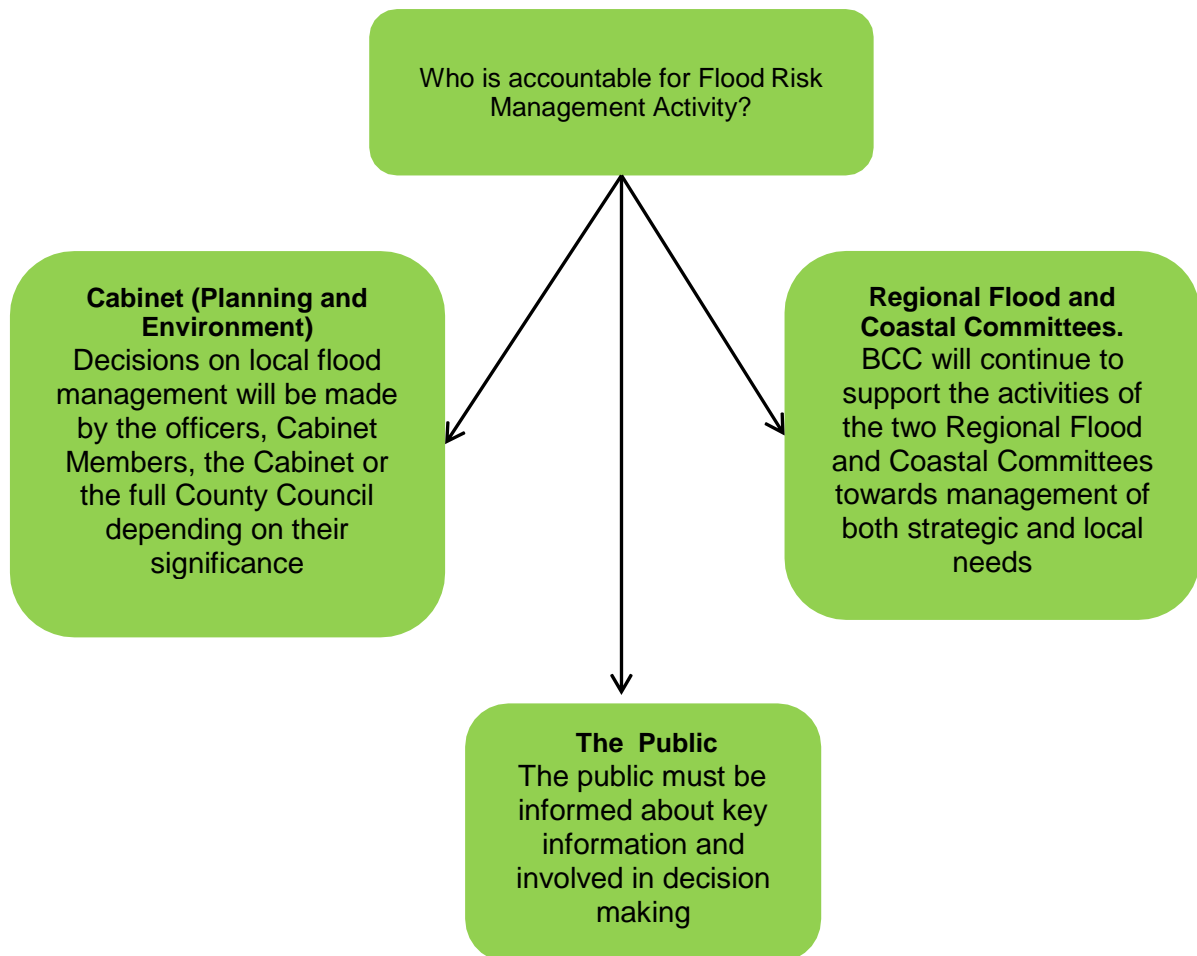 Who is accountable for Flood Risk
Management Activity?
Cabinet (Planning and
Environment)
Decisions on local flood
management will be made
by the officers, Cabinet
Members, the Cabinet or
the full County Council
depending on their
significance
Regional Flood and
Coastal Committees.
BCC will continue to
support the activities of
the two Regional Flood
and Coastal Committees
towards management of
both strategic and local
needs
The Public
The public must be
informed about key
information and
involved in decision
making